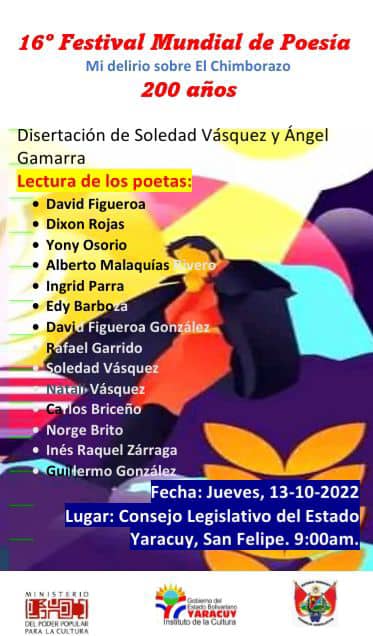 16º Festival Mundial de Poesía
Mi delirio sobre El Chimborazo
200 años
Disertación de Soledad Vásquez y Ángel
Gamarra
Lectura de los poetas:
• David Figueroa
• Dixon Rojas
• Yony Osorio
• Alberto Malaquías Rivero
• Ingrid Parra
• Edy Barboza
• David Figueroa González
• Rafael Garrido
• Soledad Vásquez
• Natali Vásquez
• Carlos Briceño
• Norge Brito
• Inés Raquel Zárraga
• Guillermo González
Fecha: Jueves, 13-10-2022
Lugar: Consejo Legislativo del Estado
Yaracuy, San Felipe. 9:00am.
MINISTERIO
DEL PODER POPULAR
PARA LA CULTURA
Gobierno del
Estado Bolivariano
YARACUY
Instituto de la Cultura